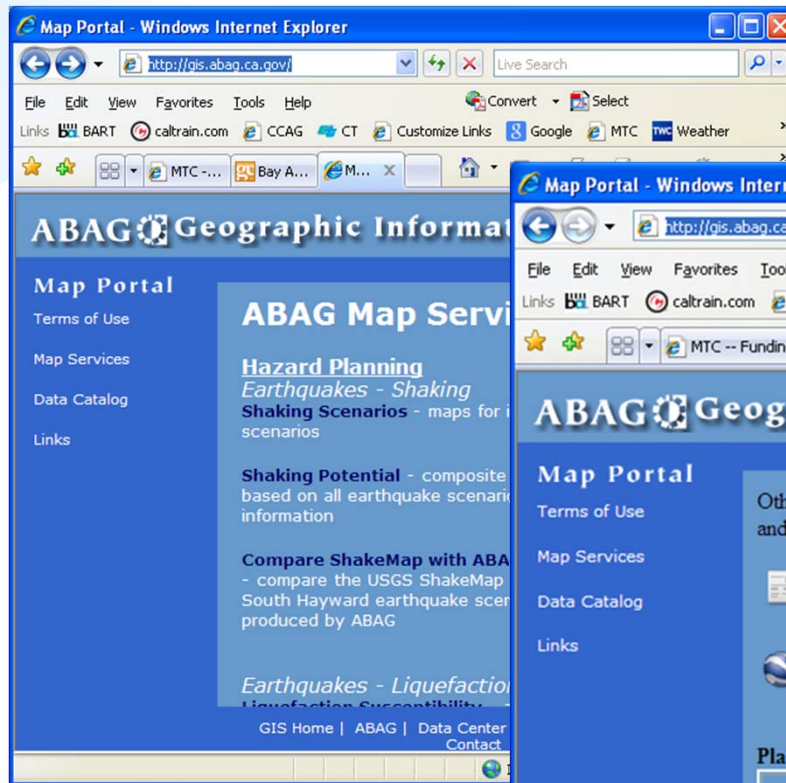 Map Portal - Windows Internet Explorer
http://gis.abag.ca.gov/
Live Search
File Edit View Favorites Tools Help
Convert Select
Links BART caltrain.com CCAG CT Customize Links Google MTC TWC Weather »
MTC -... Bay A... M... X
ABAG Geographic Informat
Map Portal
Terms of Use
Map Services
Data Catalog
Links
ABAG Map Servi
Hazard Planning
Earthquakes - Shaking
Shaking Scenarios - maps for i
scenarios
Shaking Potential - composite
based on all earthquake scenari
information
Compare ShakeMap with ABA
- compare the USGS ShakeMap
South Hayward earthquake scer
produced by ABAG
Earthquakes - Liquefaction
Liquefaction Susceptibility -
GIS Home | ABAG | Data Center
Contact
Map Portal - Windows Intern
http://gis.abag.ca
File Edit View Favorites Tool
Links BART caltrain.com
MTC -- Fundin
ABAG Geog
Map Portal
Terms of Use
Map Services
Data Catalog
Links
Oth
and
Pla